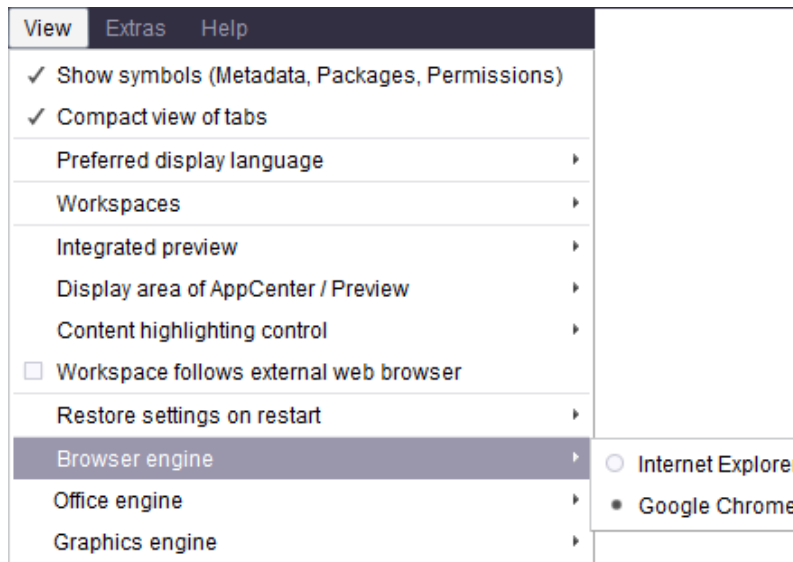 View Extras Help
Show symbols (Metadata, Packages, Permissions)
Compact view of tabs
Preferred display language
Workspaces
Integrated preview
Display area of AppCenter / Preview
Content highlighting control
Workspace follows external web browser
Restore settings on restart
Browser engine
Internet Explorer
Google Chrome
Office engine
Graphics engine